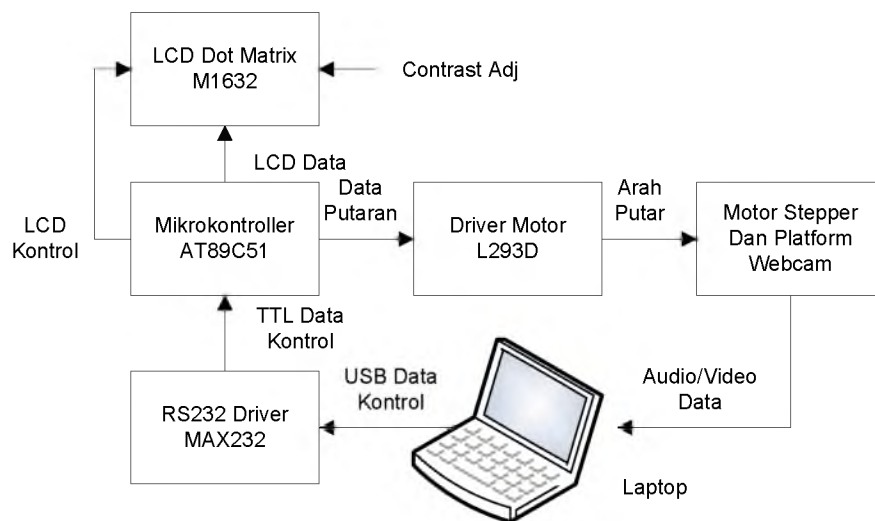 LCD Dot Matrix
M1632
Contrast Adj
LCD Data
LCD
Kontrol
Mikrokontroller
AT89C51
Data
Putaran
Driver Motor
L293D
Arah
Putar
Motor Stepper
Dan Platform
Webcam
TTL Data
Kontrol
RS232 Driver
MAX232
USB Data
Kontrol
Audio/Video
Data
Laptop